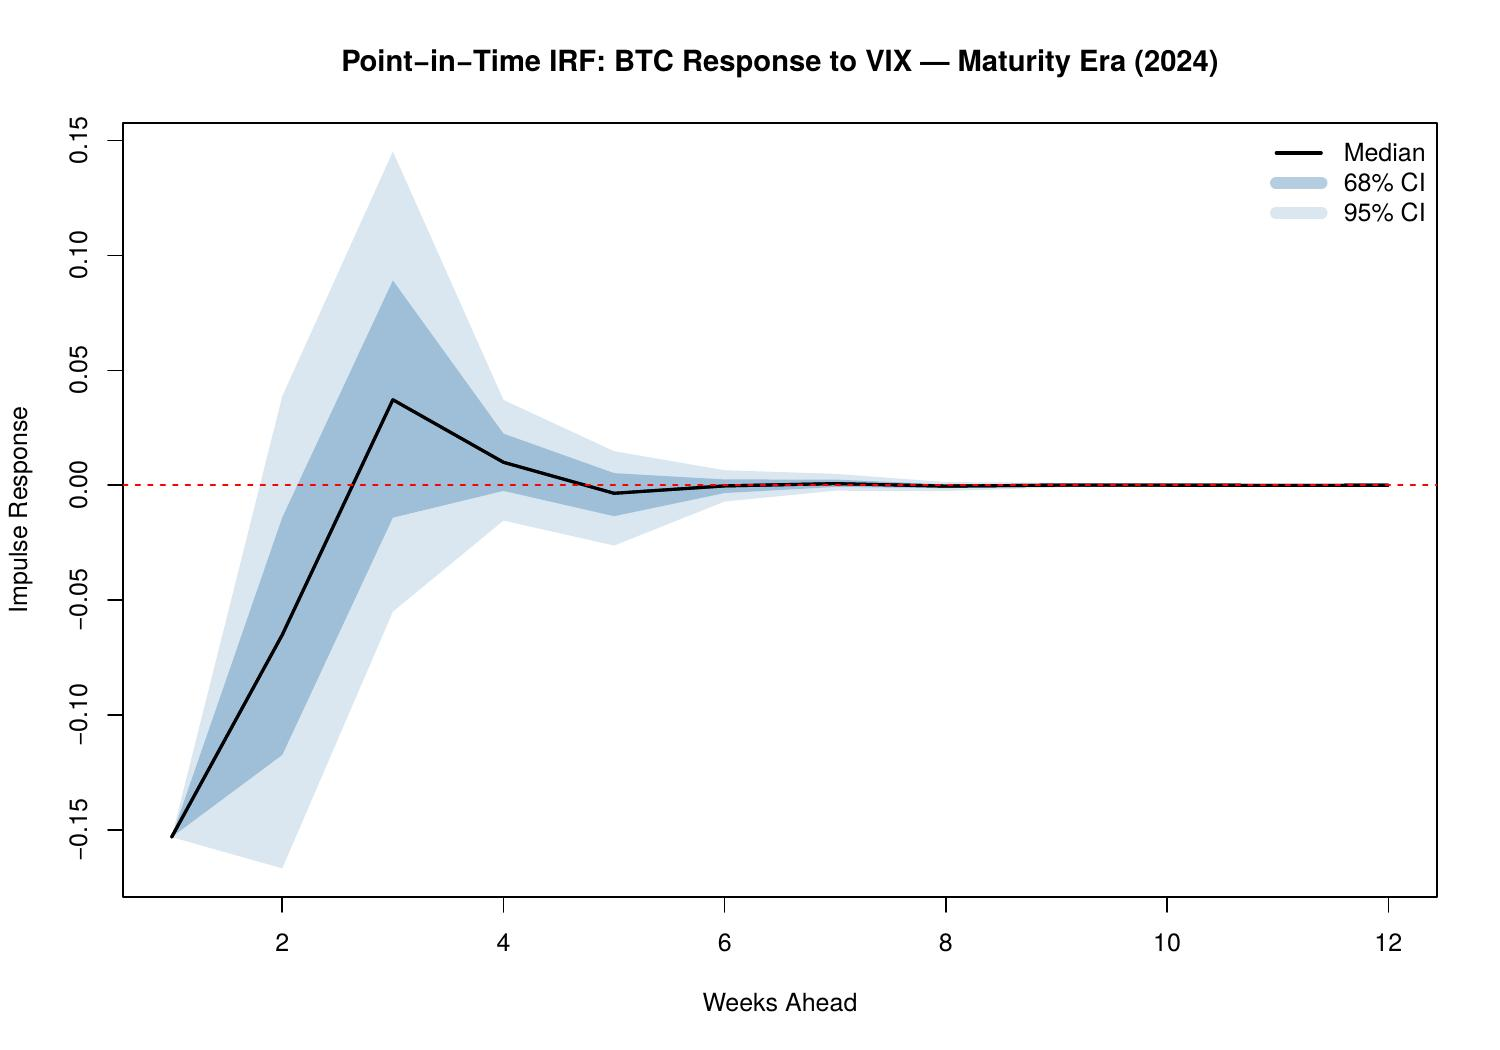 Point−in−Time IRF: BTC Response to VIX — Maturity Era (2024)
Median
68% CI
95% CI
Impulse Response
0.15
0.10
0.05
0.00
−0.05
−0.10
−0.15
2 4 6 8 10 12
Weeks Ahead